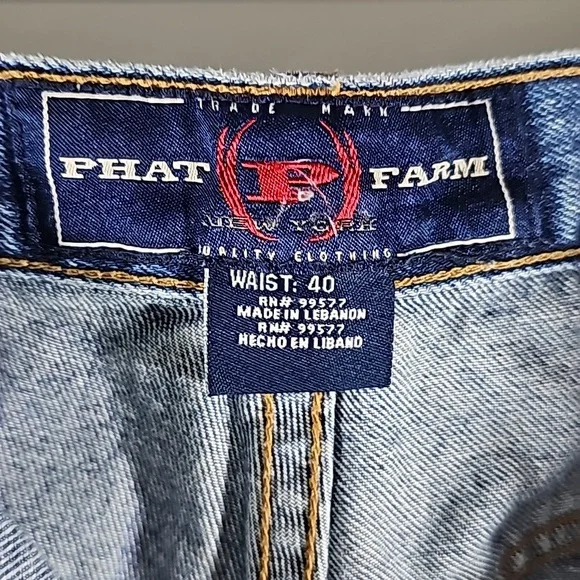 TRADE MARK
PHAT P FARM
NEW YORK
QUALITY CLOTHING
WAIST: 40
RN# 99577
MADE IN LEBANON
RN# 99577
HECHO EN LIBAND